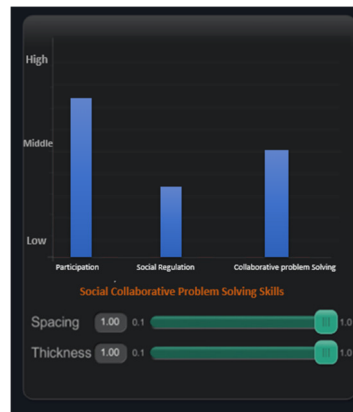 High
Middle
Low
Participation Social Regulation Collaborative problem Solving
Social Collaborative Problem Solving Skills
Spacing 1.00 0.1 1.0
Thickness 1.00 0.1 1.0